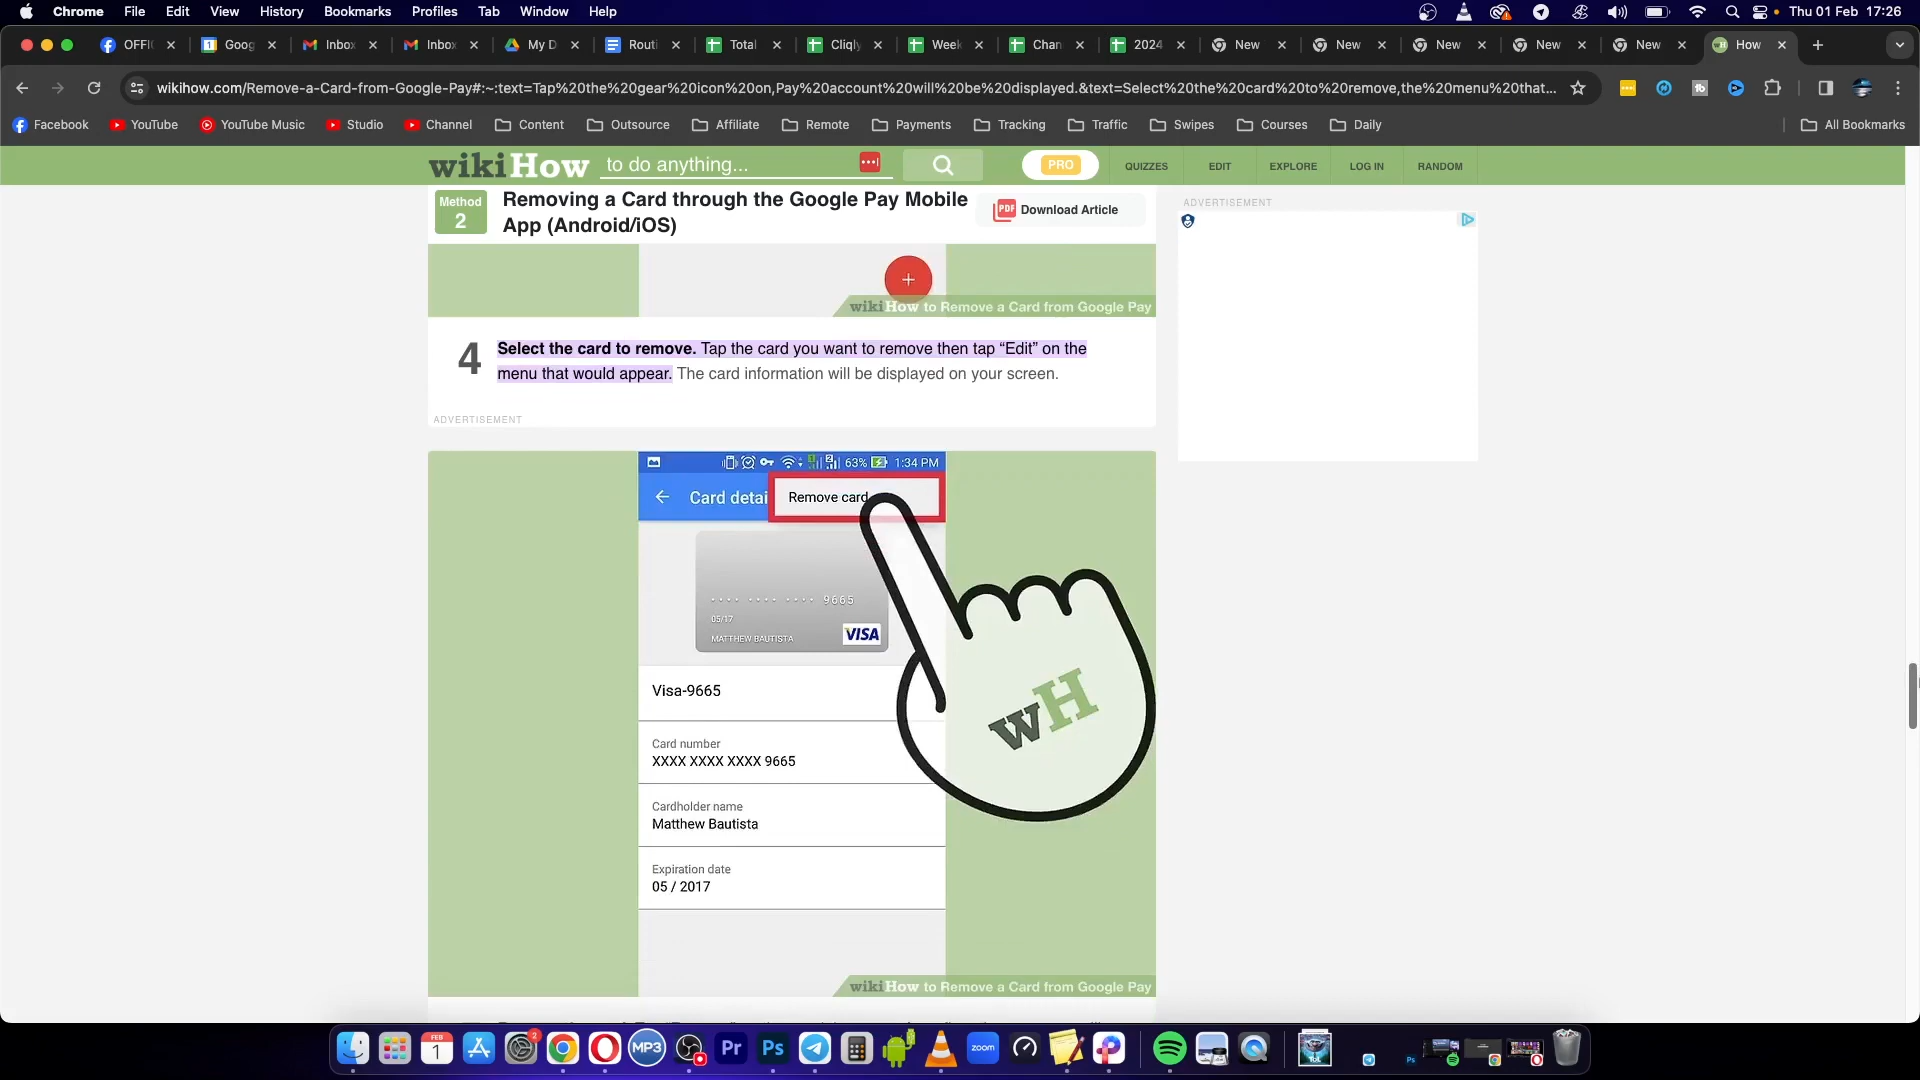 Chrome File Edit View History Bookmarks Profiles Tab Window Help Thu 01 Feb 17:26
OFFI Goog Inbox Inbo My D Routi Total Cliqly Week Chan 2024 New New New New New How
wikihow.com/Remove-a-Card-from-Google-Pay#:~:text=Tap%20the%20gear%20icon%20on,Pay%20account%20will%20be%20displayed.&text=Select%20the%20card%20to%20remove,the%20menu%20that...
Facebook YouTube YouTube Music Studio Channel Content Outsource Affiliate Remote Payments Tracking Traffic Swipes Courses Daily All Bookmarks
wikiHow to do anything... PRO QUIZZES EDIT EXPLORE LOG IN RANDOM
Method
2
Removing a Card through the Google Pay Mobile
App (Android/iOS)
PDF Download Article
ADVERTISEMENT
+
wikiHow to Remove a Card from Google Pay
4
Select the card to remove. Tap the card you want to remove then tap “Edit” on the
menu that would appear. The card information will be displayed on your screen.
ADVERTISEMENT
63% 1:34 PM
Card detai Remove card
9665
05/17
MATTHEW BAUTISTA
VISA
wH
Visa-9665
Card number
XXXX XXXX XXXX 9665
Cardholder name
Matthew Bautista
Expiration date
05 / 2017
wikiHow to Remove a Card from Google Pay
FEB
1
2
MP3
Pr
Ps
zoom